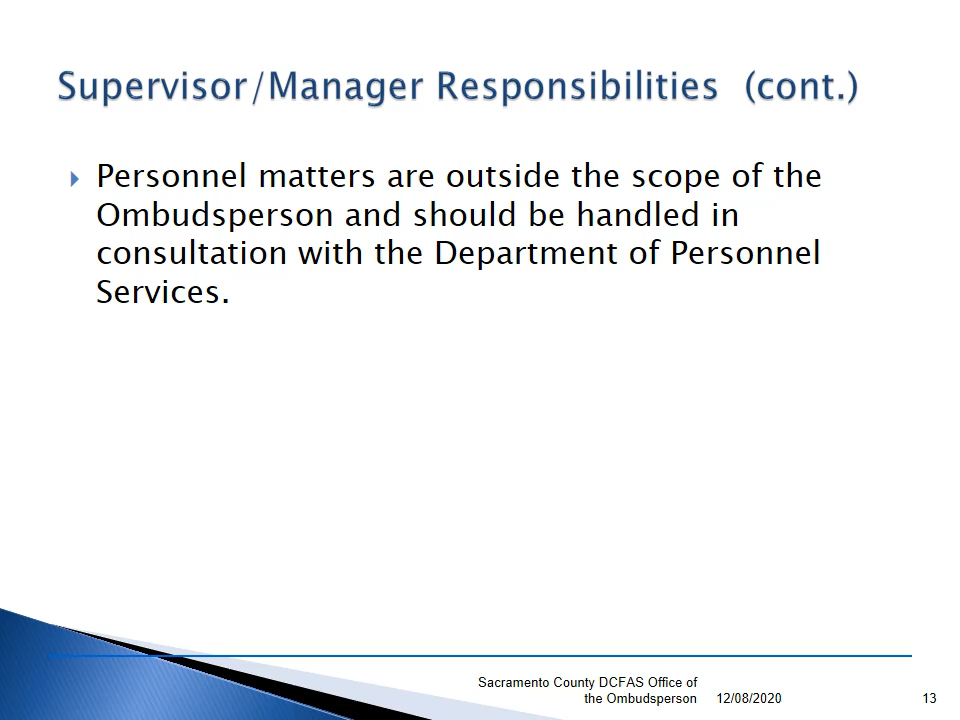 Supervisor/Manager Responsibilities (cont.)
Personnel matters are outside the scope of the
Ombudsperson and should be handled in
consultation with the Department of Personnel
Services.
Sacramento County DCFAS Office of
the Ombudsperson 12/08/2020 13